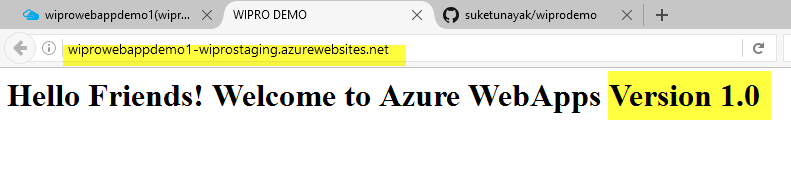 wiprowebappdemo1(wipr...
WIPRO DEMO
suketunayak/wiprodemo
wiprowebappdemo1-wiprostaging.azurewebsites.net
Hello Friends! Welcome to Azure WebApps Version 1.0